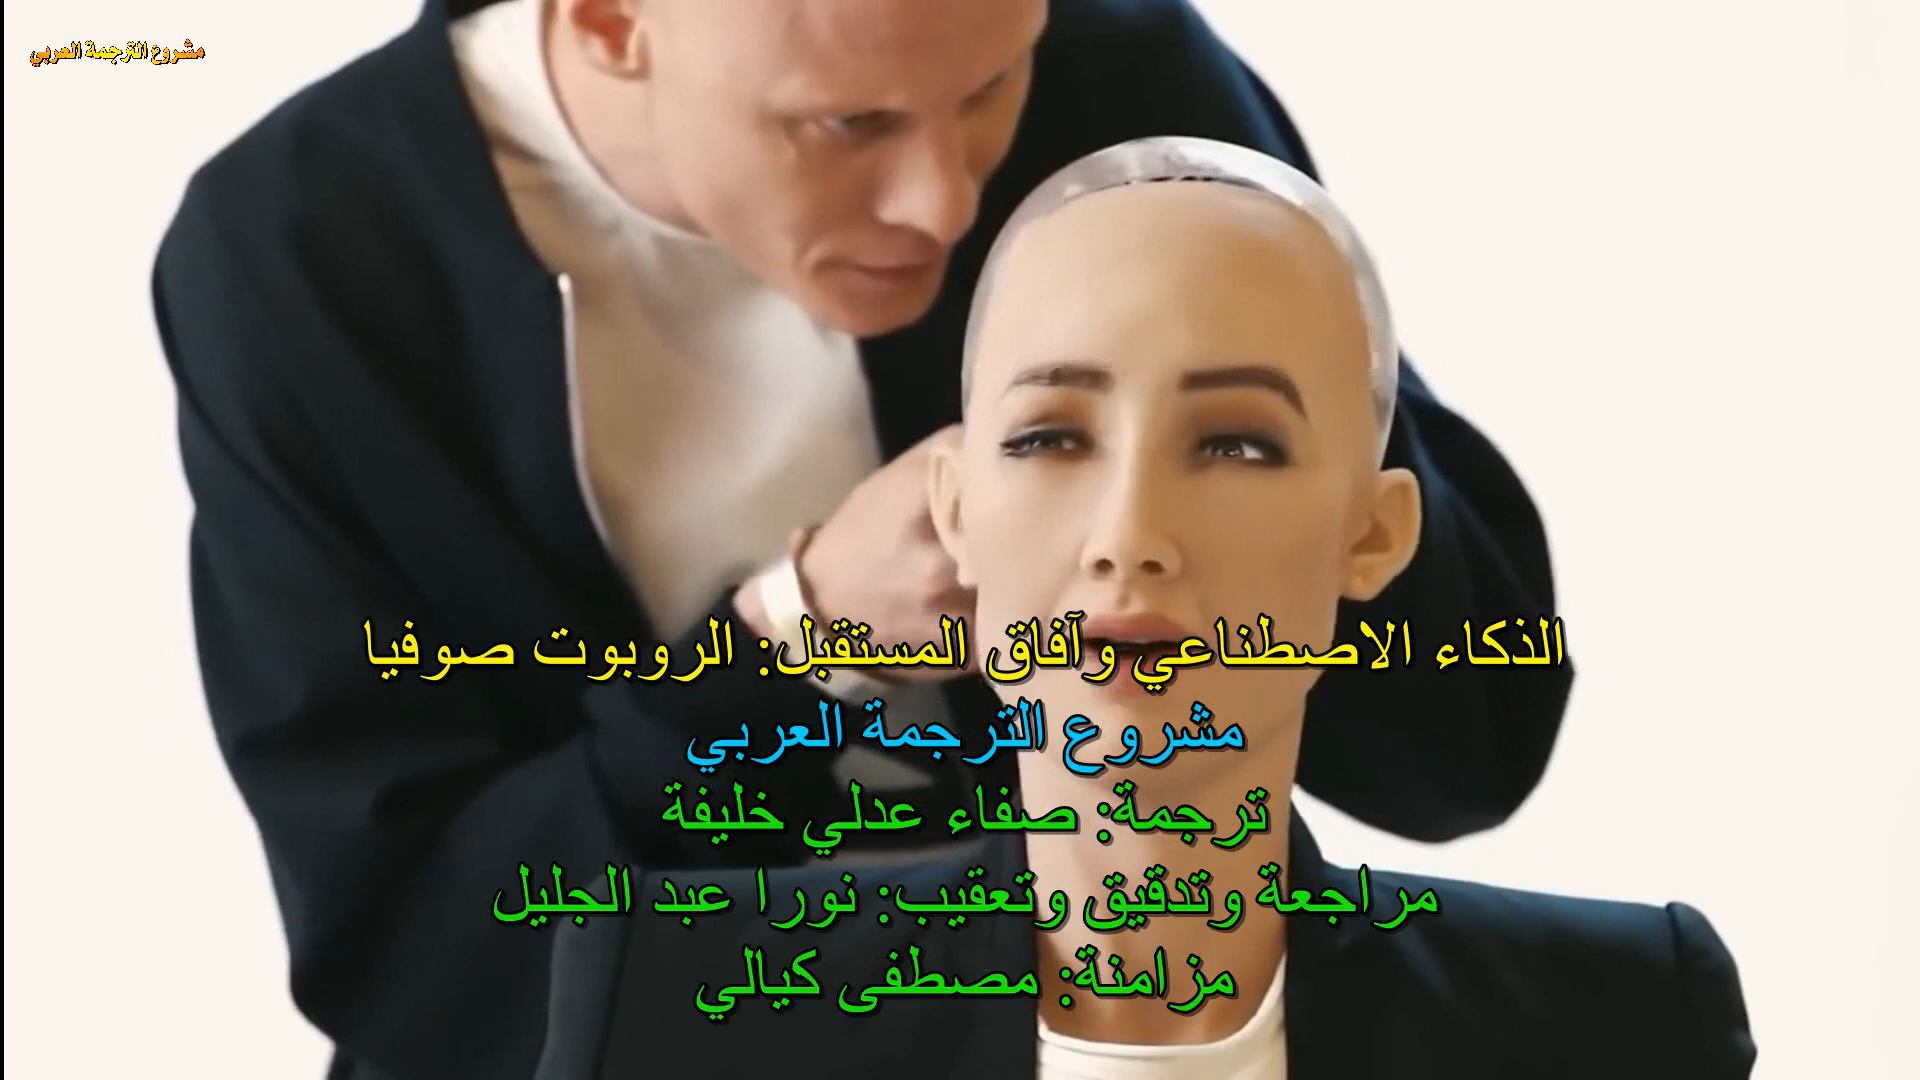 مشروع الترجمة العربي
الذكاء الاصطناعي وآفاق المستقبل: الروبوت صوفيا
مشروع الترجمة العربي
ترجمة: صفاء عدلي خليفة
مراجعة وتدقيق وتعقيب: نورا عبد الجليل
مزامنة: مصطفى كيالي